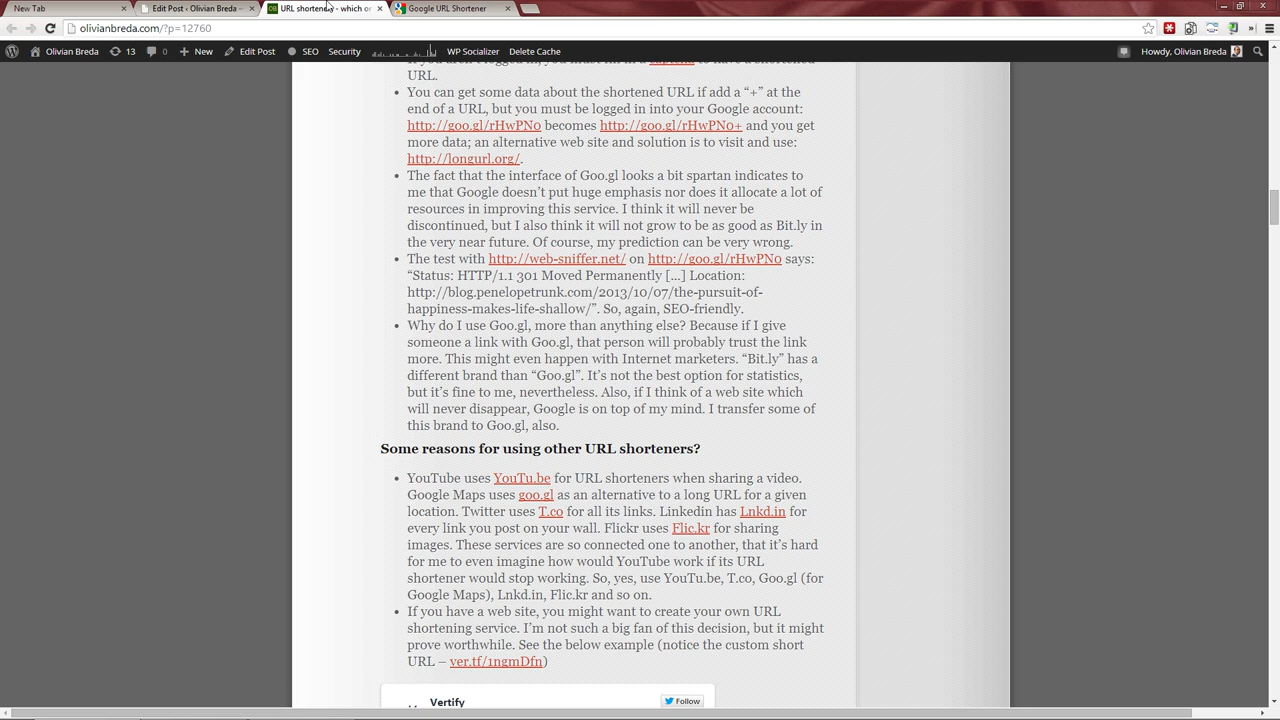 New Tab
Edit Post ‹ Olivian Breda —
URL shortener - which or
Google URL Shortener
olivianbreda.com/?p=12760
Olivian Breda
13
0
New
Edit Post
SEO
Security
WP Socializer
Delete Cache
Howdy, Olivian Breda
URL.
You can get some data about the shortened URL if add a “+” at the
end of a URL, but you must be logged in into your Google account:
http://goo.gl/rHwPN0 becomes http://goo.gl/rHwPN0+ and you get
more data; an alternative web site and solution is to visit and use:
http://longurl.org/.
The fact that the interface of Goo.gl looks a bit spartan indicates to
me that Google doesn’t put huge emphasis nor does it allocate a lot of
resources in improving this service. I think it will never be
discontinued, but I also think it will not grow to be as good as Bit.ly in
the very near future. Of course, my prediction can be very wrong.
The test with http://web-sniffer.net/ on http://goo.gl/rHwPN0 says:
“Status: HTTP/1.1 301 Moved Permanently [...] Location:
http://blog.penelopetrunk.com/2013/10/07/the-pursuit-of-
happiness-makes-life-shallow/”. So, again, SEO-friendly.
Why do I use Goo.gl, more than anything else? Because if I give
someone a link with Goo.gl, that person will probably trust the link
more. This might even happen with Internet marketers. “Bit.ly” has a
different brand than “Goo.gl”. It’s not the best option for statistics,
but it’s fine to me, nevertheless. Also, if I think of a web site which
will never disappear, Google is on top of my mind. I transfer some of
this brand to Goo.gl, also.
Some reasons for using other URL shorteners?
YouTube uses YouTu.be for URL shorteners when sharing a video.
Google Maps uses goo.gl as an alternative to a long URL for a given
location. Twitter uses T.co for all its links. Linkedin has Lnkd.in for
every link you post on your wall. Flickr uses Flic.kr for sharing
images. These services are so connected one to another, that it’s hard
for me to even imagine how would YouTube work if its URL
shortener would stop working. So, yes, use YouTu.be, T.co, Goo.gl (for
Google Maps), Lnkd.in, Flic.kr and so on.
If you have a web site, you might want to create your own URL
shortening service. I’m not such a big fan of this decision, but it might
prove worthwhile. See the below example (notice the custom short
URL – ver.tf/1ngmDfn)
Vertify
Follow